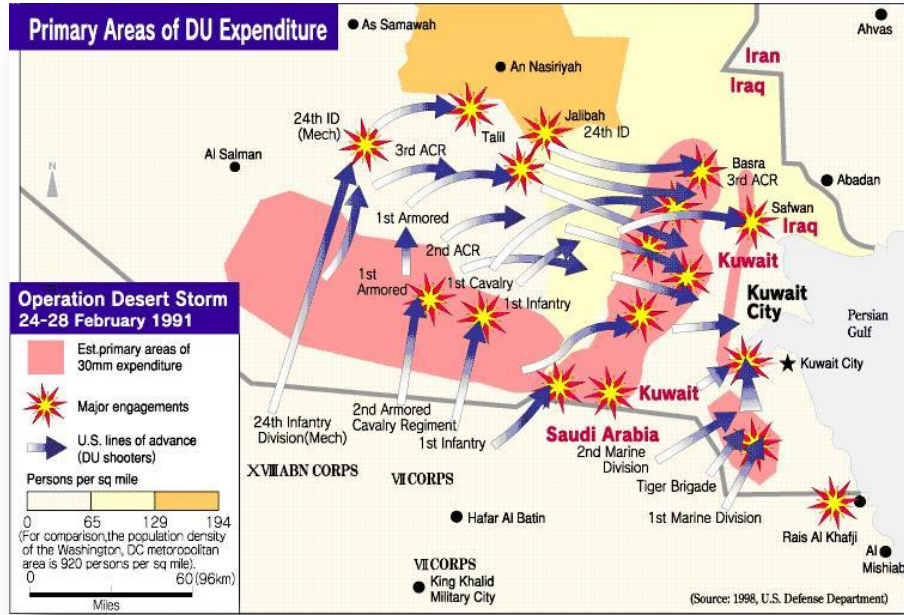 Primary Areas of DU Expenditure
As Samawah
Ahvas
An Nasiriyah
Iran
Iraq
24th ID
(Mech)
Talil
Jalibah
24th ID
3rd ACR
Al Salman
N
Basra
3rd ACR
Abadan
1st Armored
Safwan
Iraq
2nd ACR
Kuwait
1st
Armored
1st Cavalry
1st Infantry
Kuwait
City
Persian
Gulf
Operation Desert Storm
24-28 February 1991
Est.primary areas of
30mm expenditure
Major engagements
U.S. lines of advance
(DU shooters)
Persons per sq mile
0 65 129 194
(For comparison,the population density
of the Washington, DC meteropolitan
area is 920 persons per sq mile).
0 60 (96km)
Miles
Kuwait City
Kuwait
24th Infantry
Division(Mech)
2nd Armored
Cavalry Regiment
1st Infantry
Saudi Arabia
2nd Marine
Division
XVIIIABN CORPS
VII CORPS
Tiger Brigade
1st Marine Division
Hafar Al Batin
Rais Al Khafji
Al
Mishiab
VII CORPS
King Khalid
Military City
(Source: 1998, U.S. Defense Department)